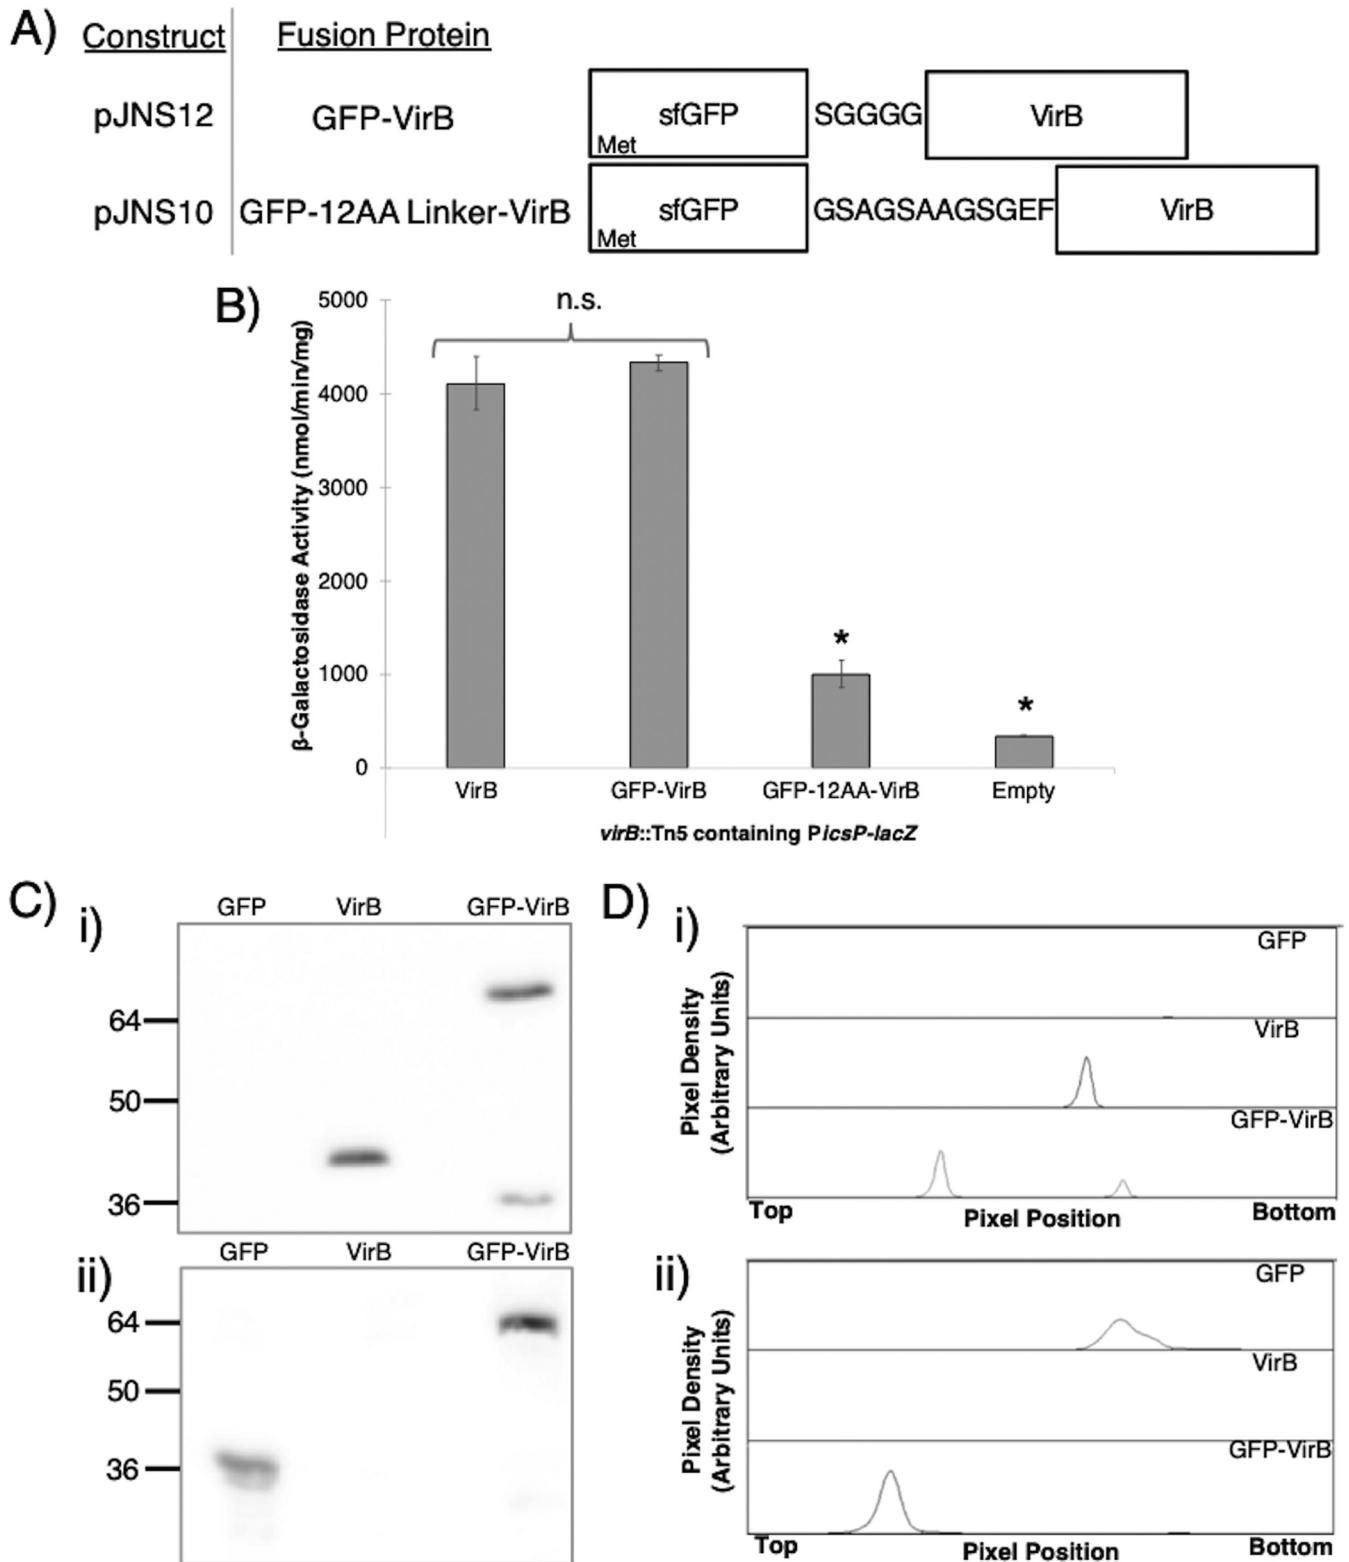 A)
Construct
Fusion Protein
pJNS12
GFP-VirB
sfGFP
Met
SGGGG
VirB
pJNS10
GFP-12AA Linker-VirB
sfGFP
Met
GSAGSAAGSGEF
VirB
B)
β-Galactosidase Activity (nmol/min/mg)
5000
4000
3000
2000
1000
0
n.s.
*
*
VirB
GFP-VirB
GFP-12AA-VirB
Empty
virB::Tn5 containing PicsP-lacZ
C)
i)
GFP
VirB
GFP-VirB
64
50
36
ii)
GFP
VirB
GFP-VirB
64
50
36
D)
i)
Pixel Density
(Arbitrary Units)
GFP
VirB
GFP-VirB
Top
Pixel Position
Bottom
ii)
Pixel Density
(Arbitrary Units)
GFP
VirB
GFP-VirB
Top
Pixel Position
Bottom